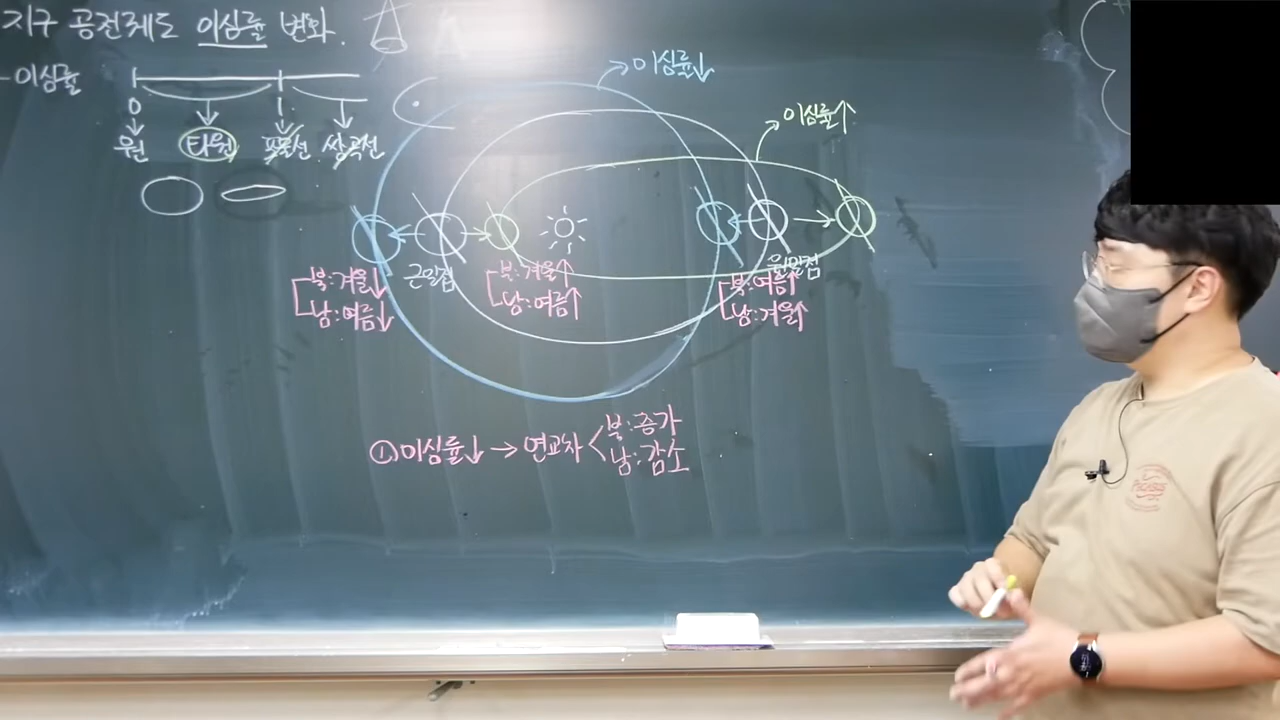 지구 공전궤도 이심률 변화.
-이심률
0 1
원 타원 포물선 쌍곡선
이심률↓
이심률↑
근일점
원일점
북:겨울↓
남:여름↓
북:겨울↑
남:여름↑
북:여름↑
남:겨울↑
①이심률↓→연교차
북:증가
남:감소
PEGASUS